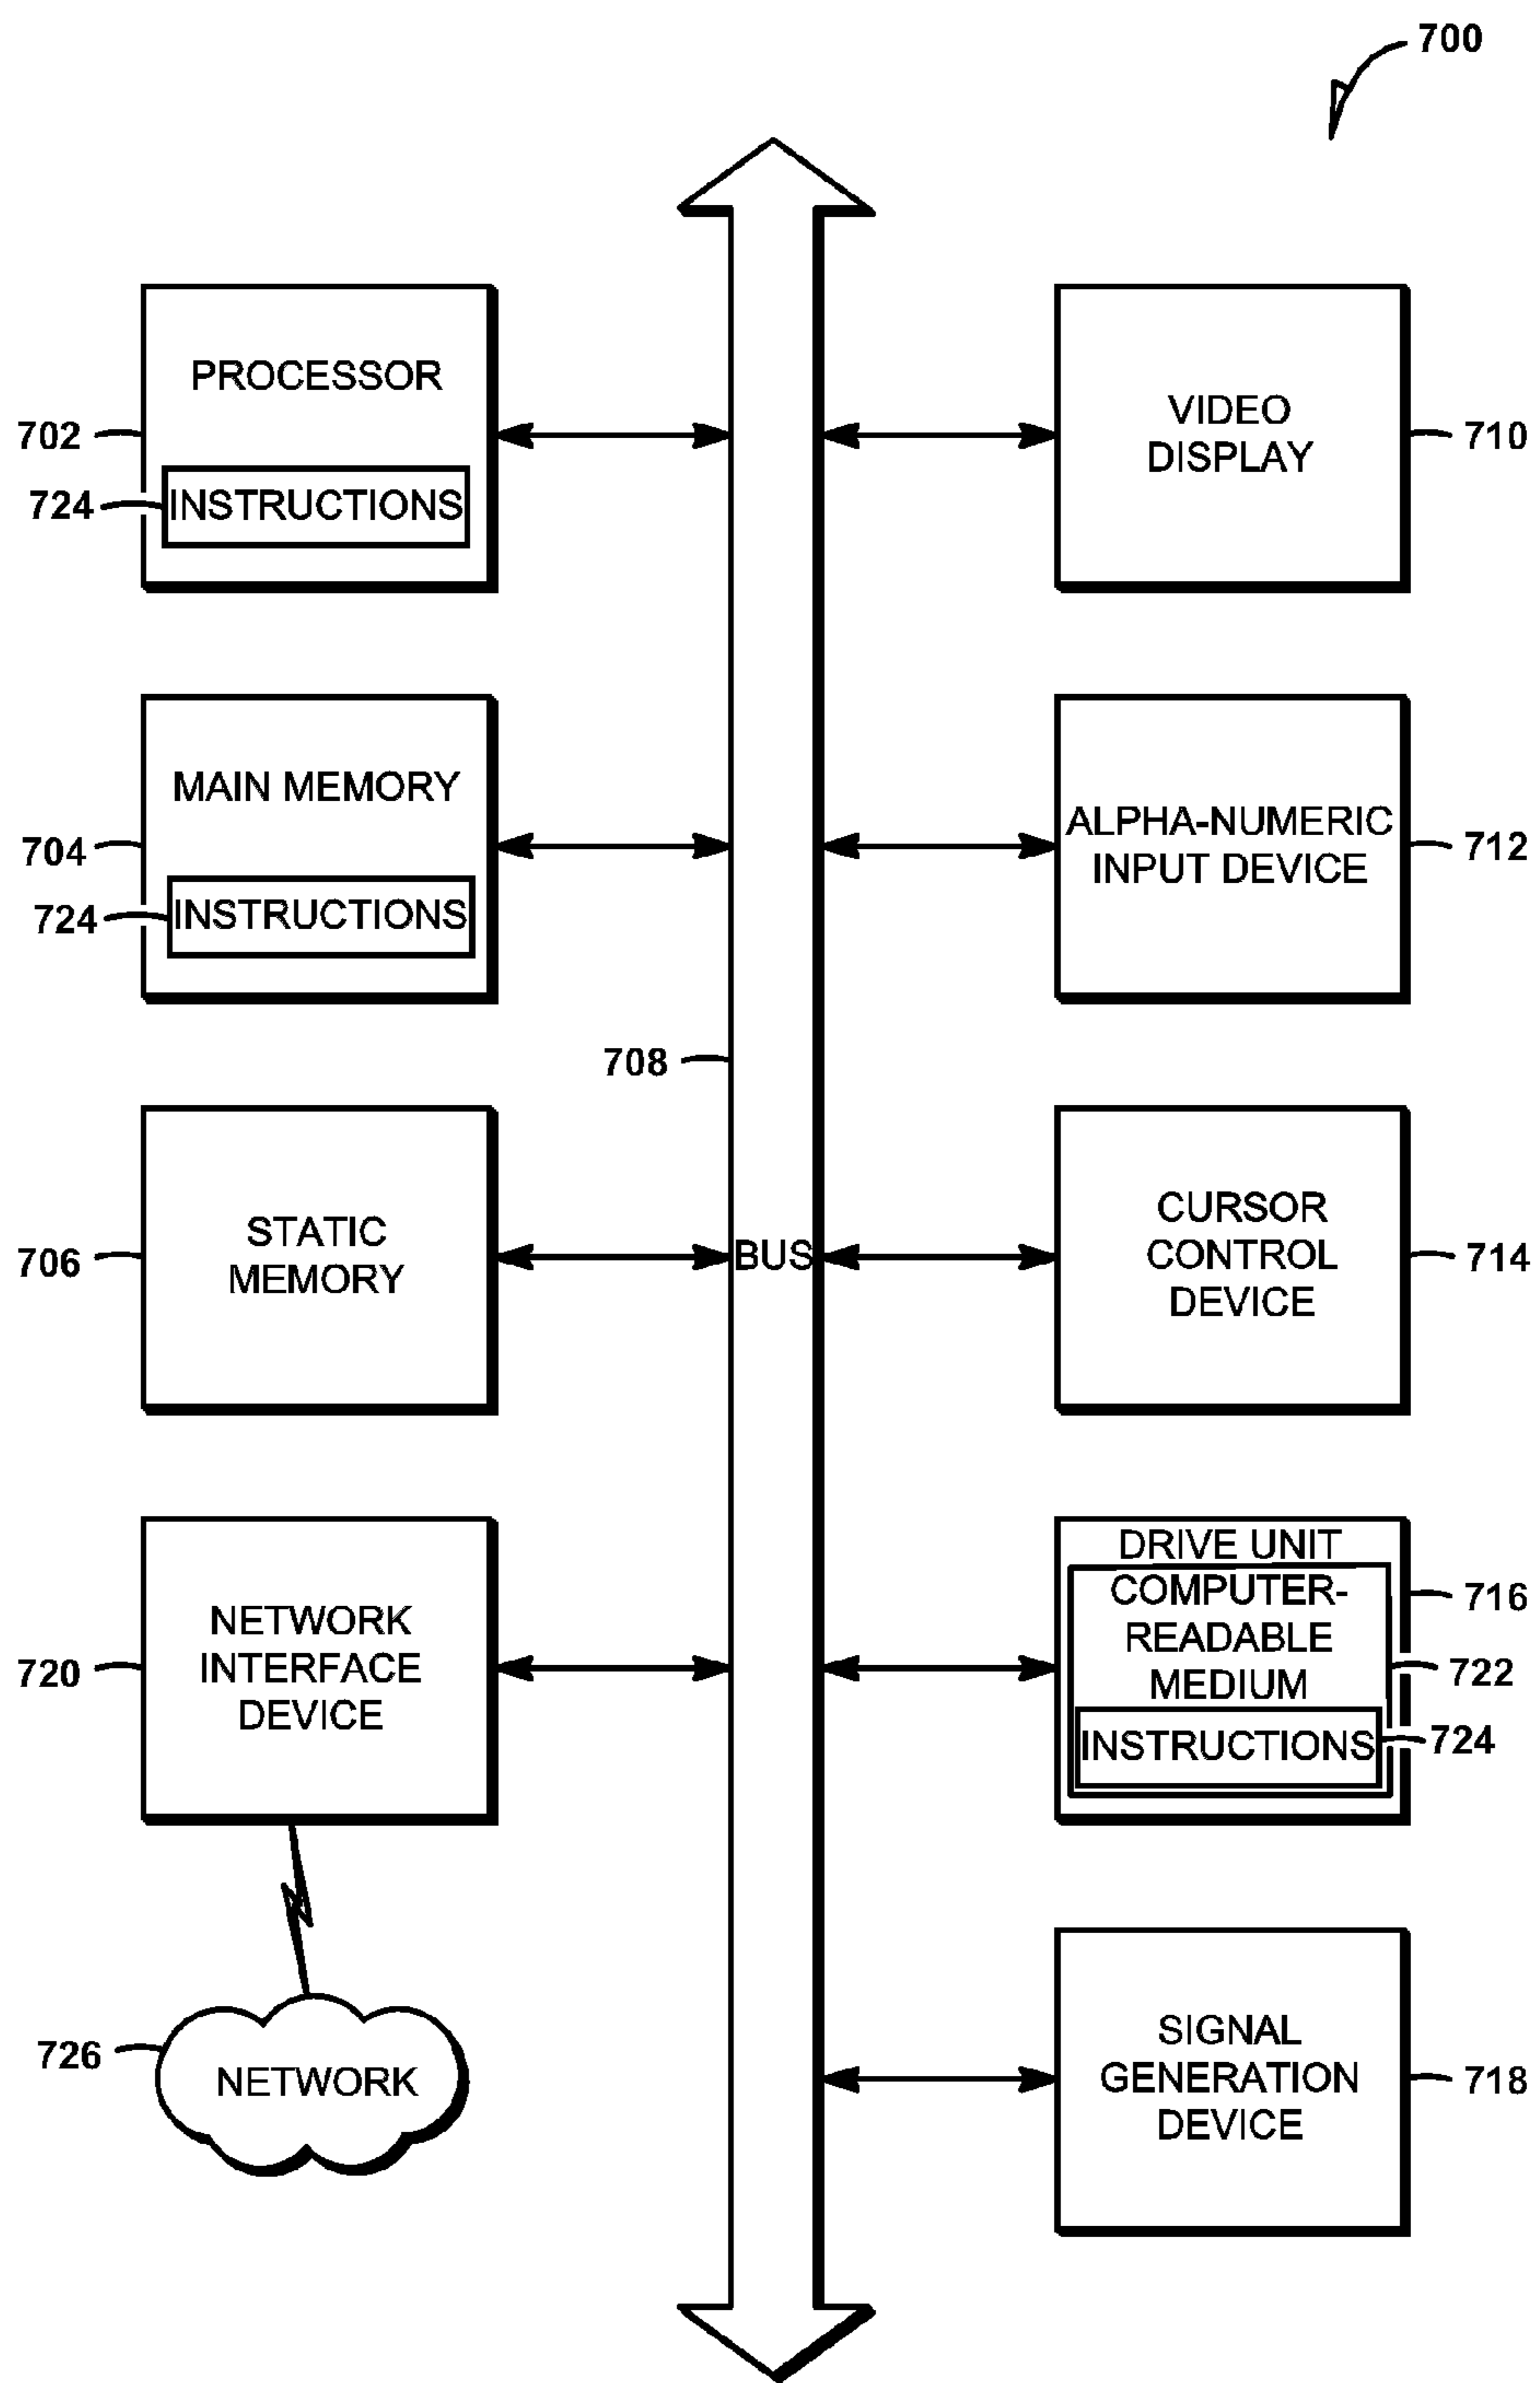 700
PROCESSOR
702
724
INSTRUCTIONS
VIDEO
DISPLAY
710
MAIN MEMORY
704
724
INSTRUCTIONS
ALPHA-NUMERIC
INPUT DEVICE
712
708
STATIC
MEMORY
706
BUS
CURSOR
CONTROL
DEVICE
714
NETWORK
INTERFACE
DEVICE
720
DRIVE UNIT
COMPUTER-
READABLE
MEDIUM
716
722
INSTRUCTIONS
724
726
NETWORK
SIGNAL
GENERATION
DEVICE
718